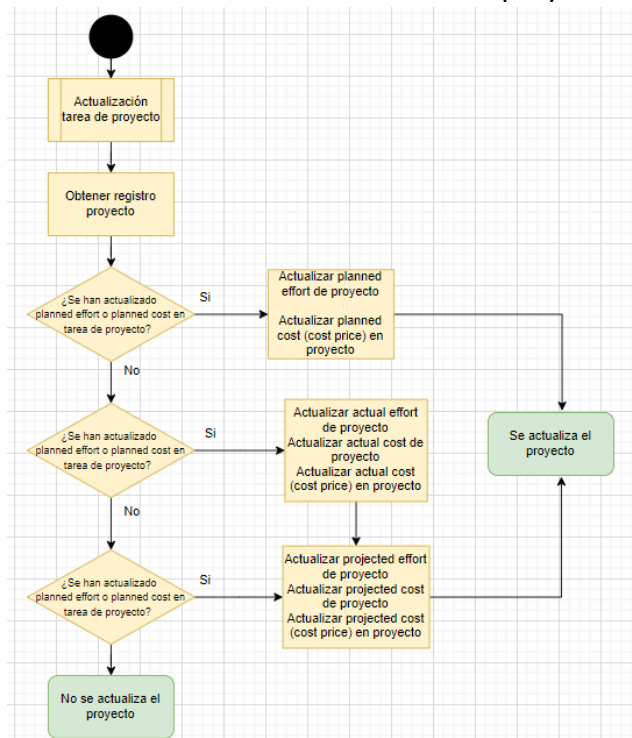 Actualización
tarea de proyecto
Obtener registro
proyecto
¿Se han actualizado
planned effort o planned cost en
tarea de proyecto?
Si
Actualizar planned
effort de proyecto
Actualizar planned
cost (cost price) en
proyecto
No
¿Se han actualizado
planned effort o planned cost en
tarea de proyecto?
Si
Actualizar actual effort
de proyecto
Actualizar actual cost de
proyecto
Actualizar actual cost
(cost price) en proyecto
Se actualiza el
proyecto
No
¿Se han actualizado
planned effort o planned cost en
tarea de proyecto?
Si
Actualizar projected effort
de proyecto
Actualizar projected cost
de proyecto
Actualizar projected cost
(cost price) en proyecto
No se actualiza el
proyecto